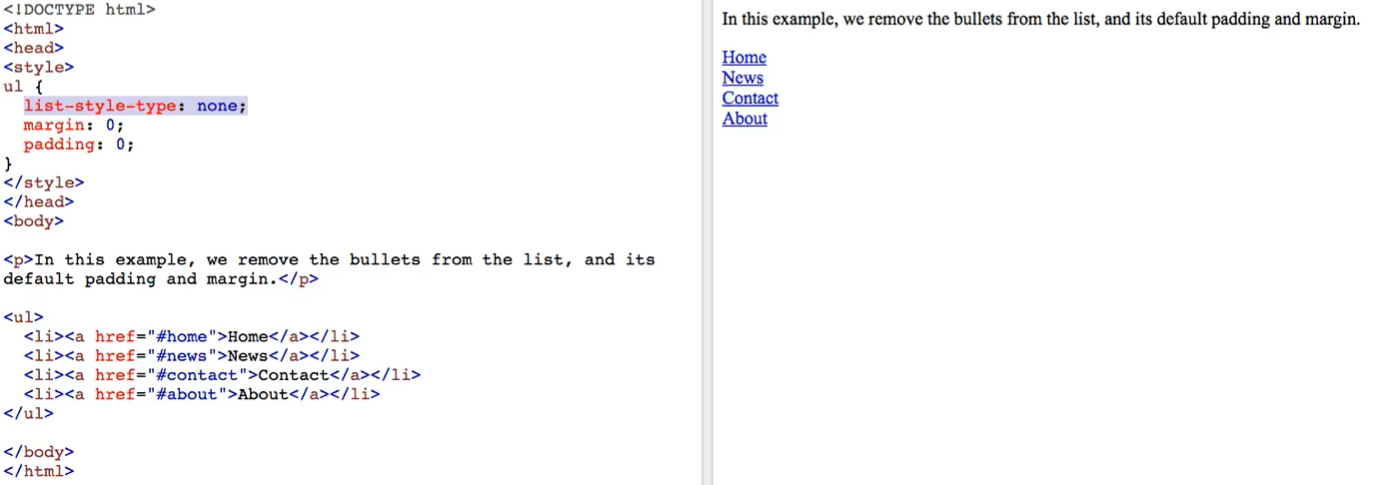 <!DOCTYPE html>
<html>
<head>
<style>
ul {
  list-style-type: none;
  margin: 0;
  padding: 0;
}
</style>
</head>
<body>

<p>In this example, we remove the bullets from the list, and its
default padding and margin.</p>

<ul>
  <li><a href="#home">Home</a></li>
  <li><a href="#news">News</a></li>
  <li><a href="#contact">Contact</a></li>
  <li><a href="#about">About</a></li>
</ul>

</body>
</html>
In this example, we remove the bullets from the list, and its default padding and margin.
Home
News
Contact
About